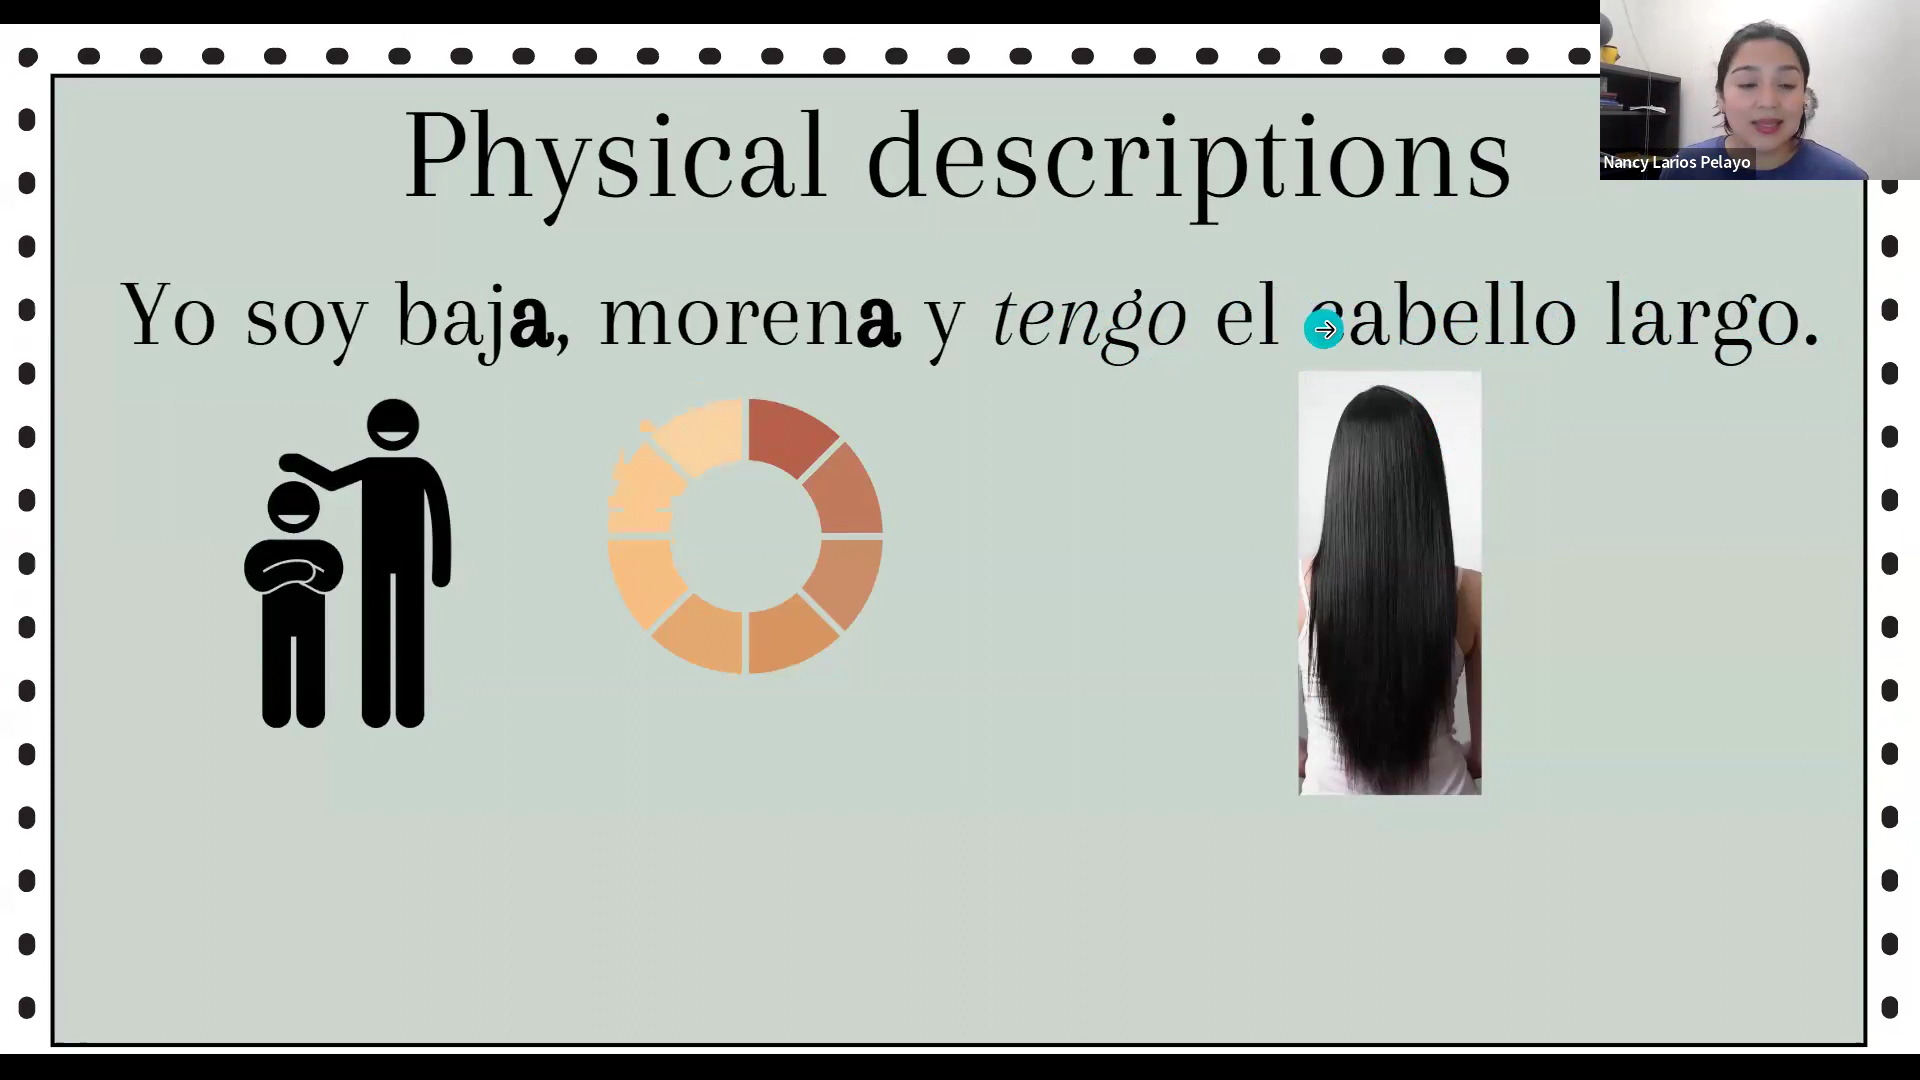 Physical descriptions
Nancy Larios Pelayo
Yo soy baja, morena y tengo el cabello largo.